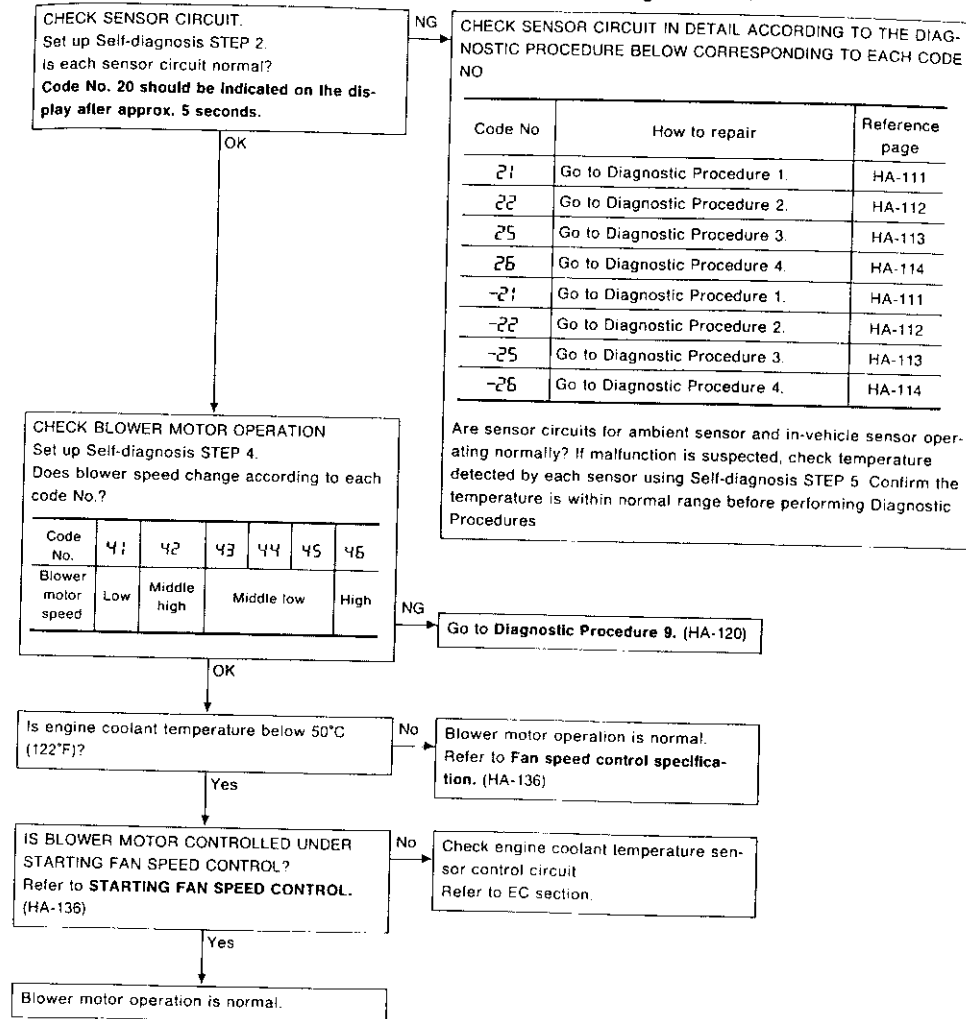 CHECK SENSOR CIRCUIT.
Set up Self-diagnosis STEP 2.
Is each sensor circuit normal?
Code No. 20 should be indicated on the dis-
play after approx. 5 seconds.
NG
CHECK SENSOR CIRCUIT IN DETAIL ACCORDING TO THE DIAG-
NOSTIC PROCEDURE BELOW CORRESPONDING TO EACH CODE
NO
Code No How to repair Reference
page
21 Go to Diagnostic Procedure 1. HA-111
22 Go to Diagnostic Procedure 2. HA-112
25 Go to Diagnostic Procedure 3. HA-113
26 Go to Diagnostic Procedure 4. HA-114
-21 Go to Diagnostic Procedure 1. HA-111
-22 Go to Diagnostic Procedure 2. HA-112
-25 Go to Diagnostic Procedure 3. HA-113
-26 Go to Diagnostic Procedure 4. HA-114
Are sensor circuits for ambient sensor and in-vehicle sensor oper-
ating normally? If malfunction is suspected, check temperature
detected by each sensor using Self-diagnosis STEP 5 Confirm the
temperature is within normal range before performing Diagnostic
Procedures
OK
CHECK BLOWER MOTOR OPERATION
Set up Self-diagnosis STEP 4.
Does blower speed change according to each
code No.?
Code
No. 41 42 43 44 45 46
Blower
motor
speed Low Middle
high Middle low High
NG
Go to Diagnostic Procedure 9. (HA-120)
OK
Is engine coolant temperature below 50°C
(122°F)?
No
Blower motor operation is normal.
Refer to Fan speed control specifica-
tion. (HA-136)
Yes
IS BLOWER MOTOR CONTROLLED UNDER
STARTING FAN SPEED CONTROL?
Refer to STARTING FAN SPEED CONTROL.
(HA-136)
No
Check engine coolant temperature sen-
sor control circuit
Refer to EC section.
Yes
Blower motor operation is normal.